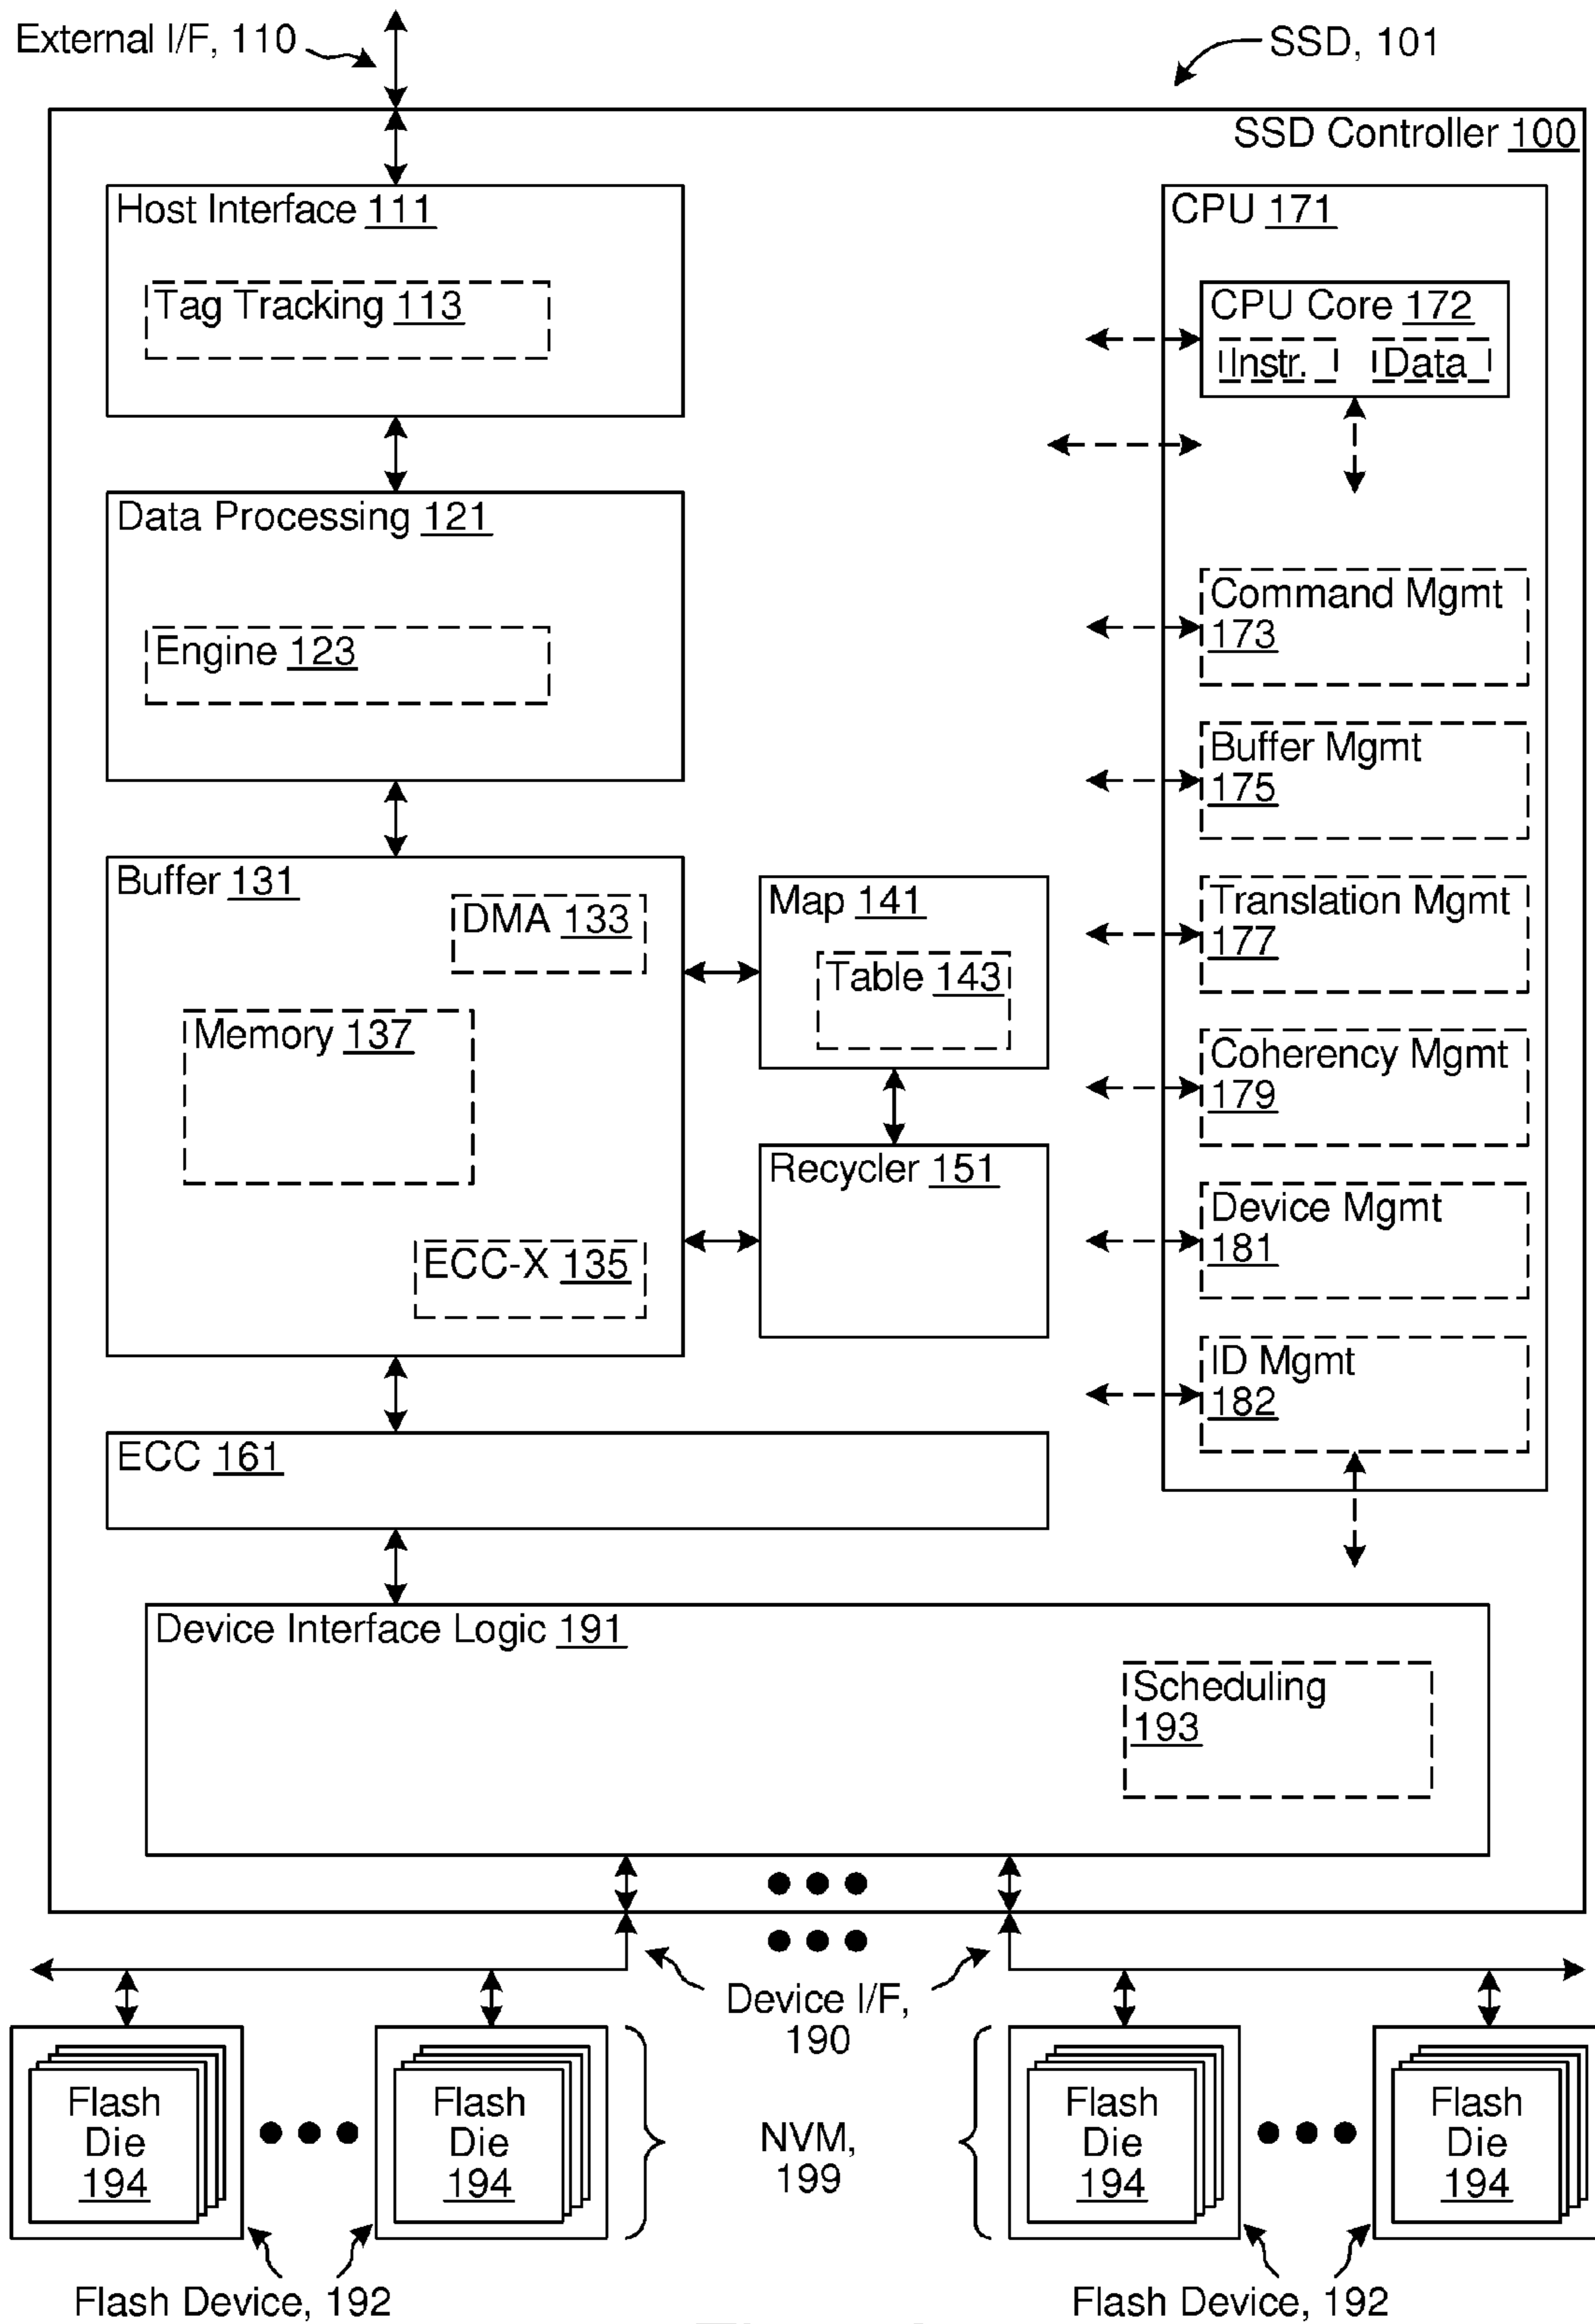 External I/F, 110
SSD, 101
SSD Controller 100
Host Interface 111
Tag Tracking 113
Data Processing 121
Engine 123
Buffer 131
DMA 133
Memory 137
ECC-X 135
Map 141
Table 143
Recycler 151
ECC 161
CPU 171
CPU Core 172
Instr.
Data
Command Mgmt
173
Buffer Mgmt
175
Translation Mgmt
177
Coherency Mgmt
179
Device Mgmt
181
ID Mgmt
182
Device Interface Logic 191
Scheduling
193
Device I/F,
190
Flash
Die
194
Flash
Die
194
NVM,
199
Flash
Die
194
Flash
Die
194
Flash Device, 192
Flash Device, 192